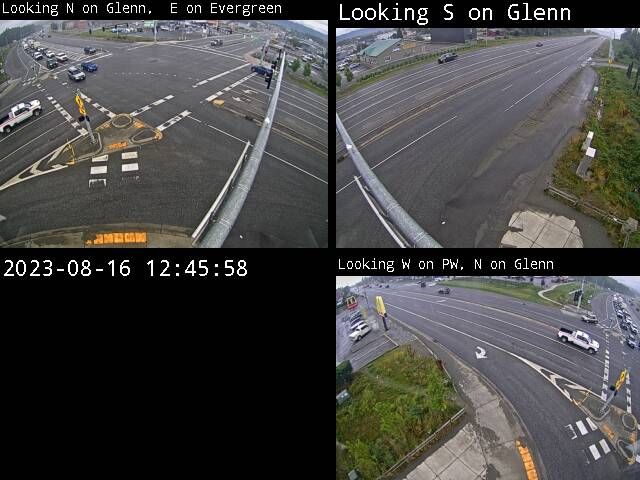 Looking N on Glenn,  E on Evergreen
Looking S on Glenn
2023-08-16 12:45:58
Looking W on PW, N on Glenn